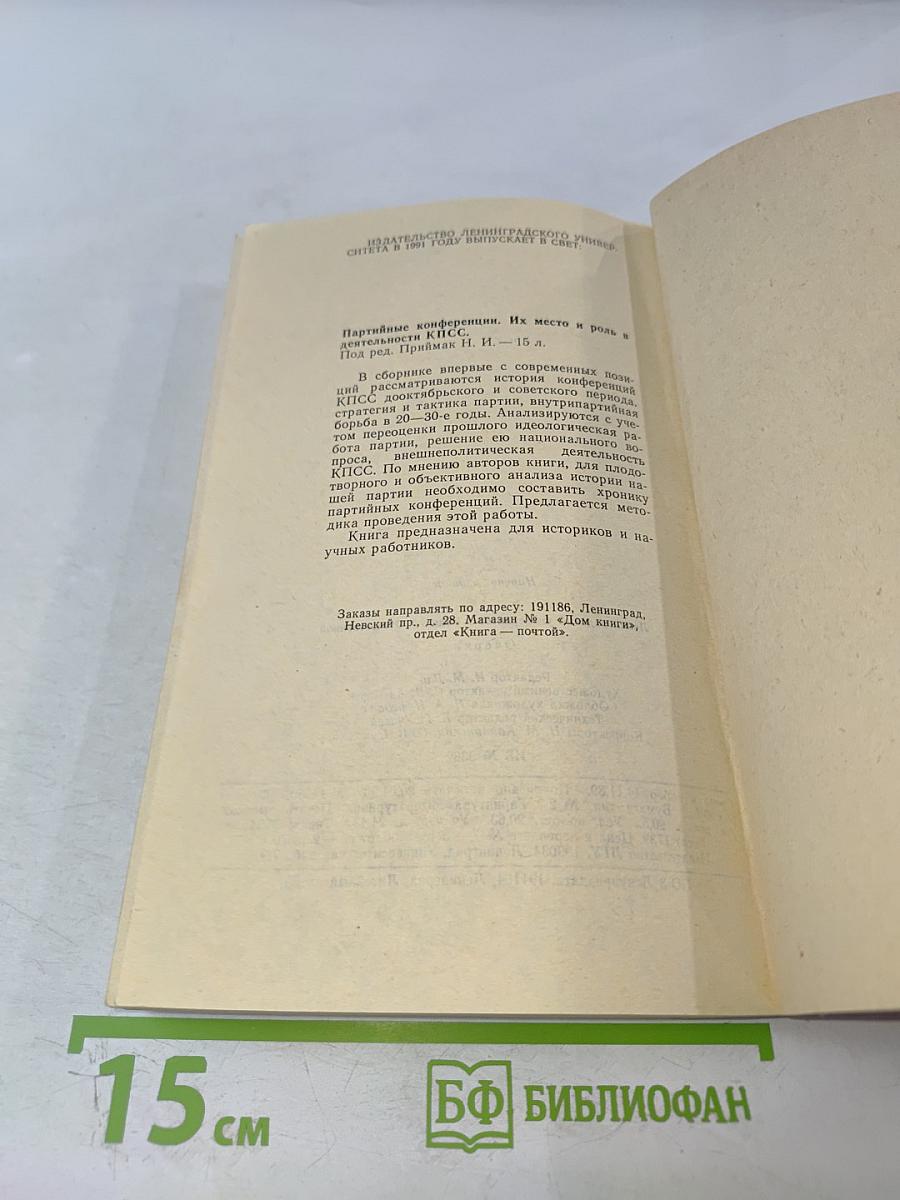 ИЗДАТЕЛЬСТВО ЛЕНИНГРАДСКОГО УНИВЕР-
СИТЕТА В 1991 ГОДУ ВЫПУСКАЕТ В СВЕТ:
Партийные конференции. Их место и роль в
деятельности КПСС.
Под ред. Приймак Н. И. — 15 л.
В сборнике впервые с современных пози-
ций рассматриваются история конференций
КПСС дооктябрьского и советского периода,
стратегия и тактика партии, внутрипартийная
борьба в 20—30-е годы. Анализируются с уче-
том переоценки прошлого идеологическая ра-
бота партии, решение ею национального во-
проса, внешнеполитическая деятельность
КПСС. По мнению авторов книги, для плодо-
творного и объективного анализа истории на-
шей партии необходимо составить хронику
партийных конференций. Предлагается мето-
дика проведения этой работы.
Книга предназначена для историков и на-
учных работников.
Заказы направлять по адресу: 191186, Ленинград,
Невский пр., д. 28. Магазин № 1 «Дом книги»,
отдел «Книга — почтой».
15 см
БФ БИБЛИОФАН